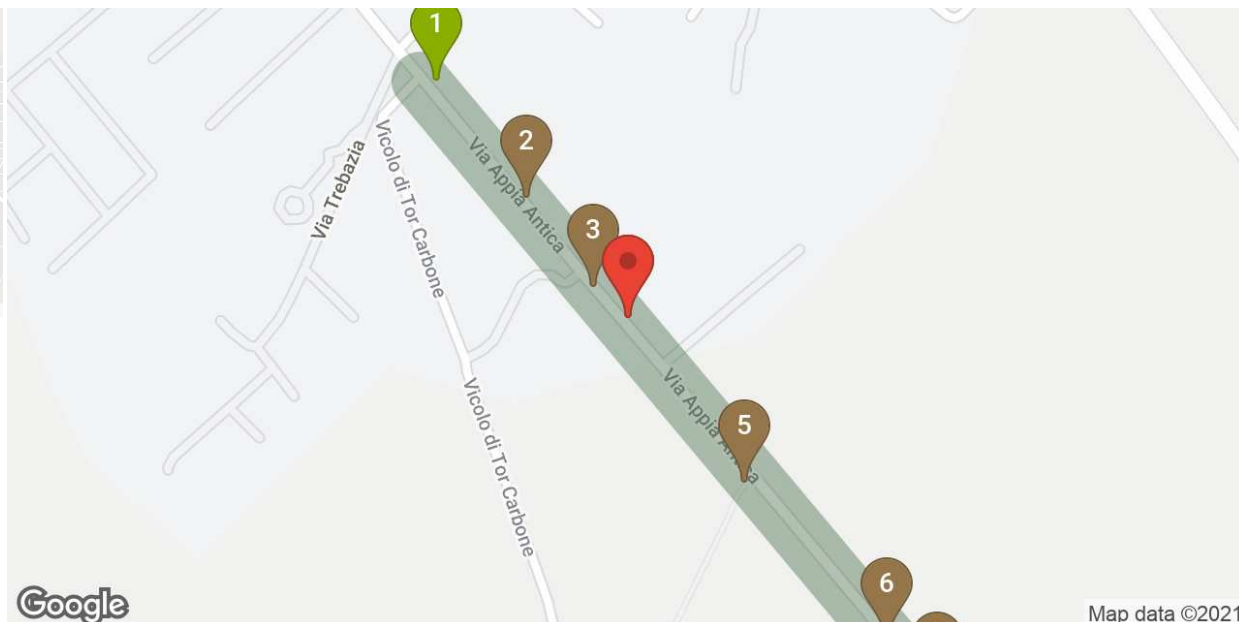 1
2
Via Appia Antica
Via Trebazia
Vicolo di Tor Carbone
3
Via Appia Antica
Vicolo di Tor Carbone
5
6
Google
Map data ©2021